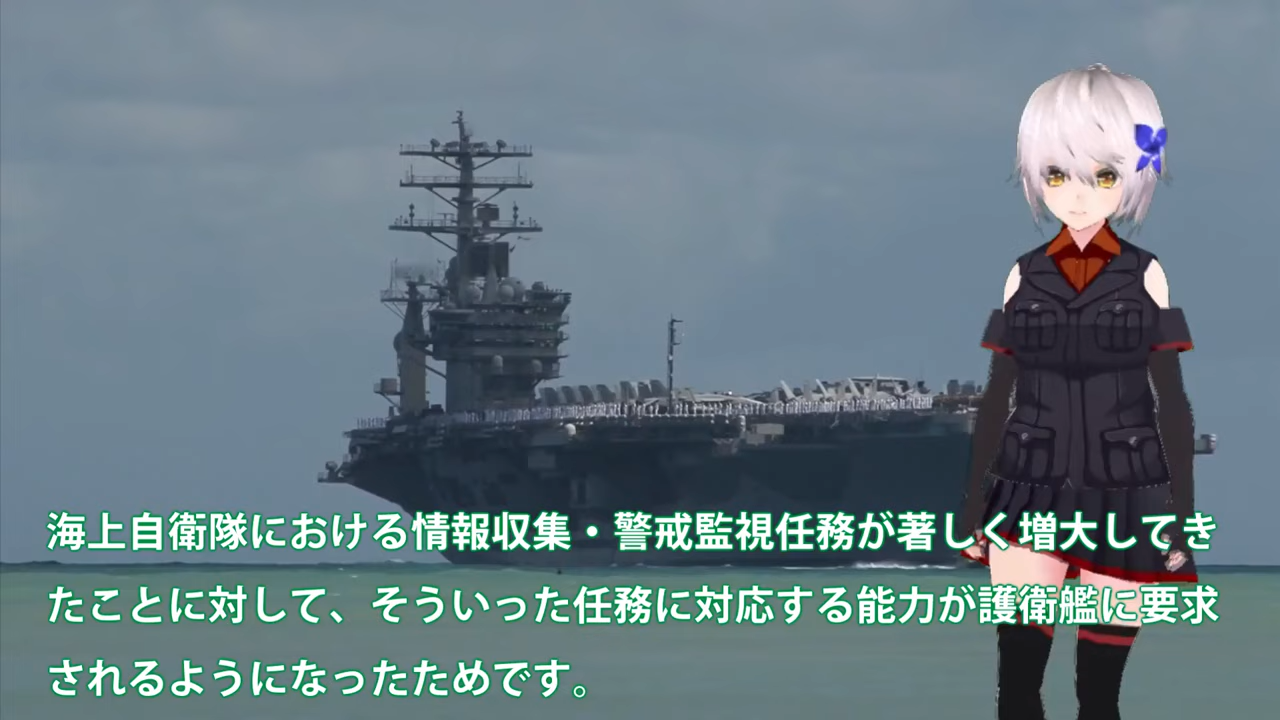 海上自衛隊における情報収集・警戒監視任務が著しく増大してき
たことに対して、そういった任務に対応する能力が護衛艦に要求
されるようになったためです。